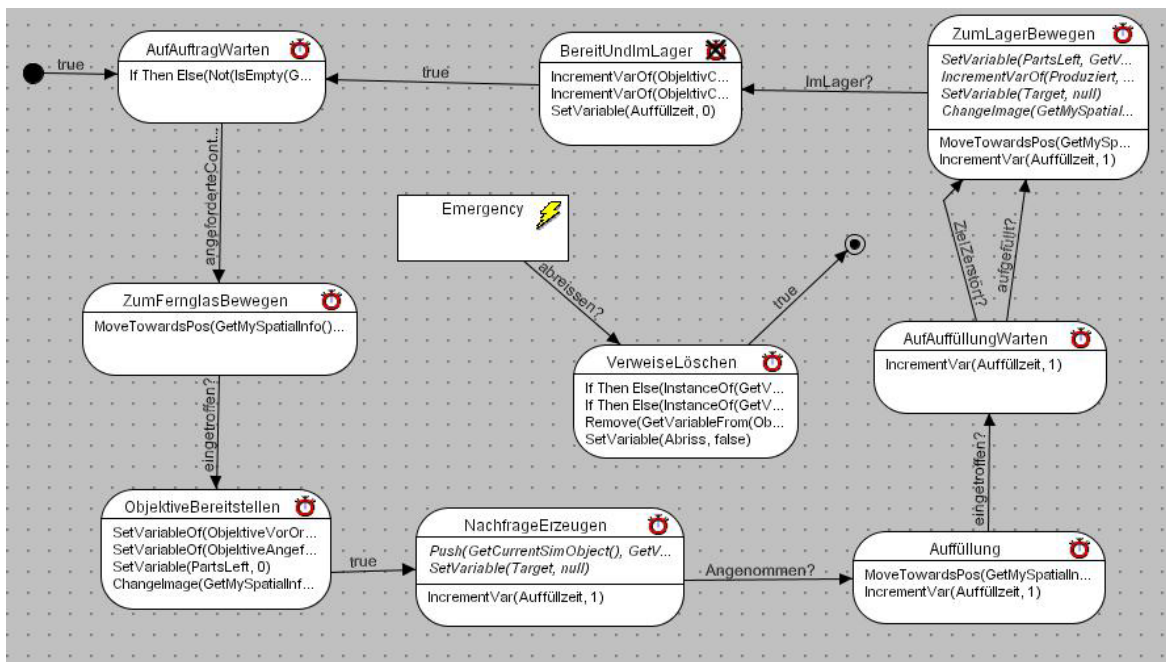 true
AufAuftragWarten
If Then Else(Not(IsEmpty(G...
true
BereitUndImLager
IncrementVarOf(ObjektivC...
IncrementVarOf(ObjektivC...
SetVariable(Auffüllzeit, 0)
ImLager?
ZumLagerBewegen
SetVariable(PartsLeft, GetV...
IncrementVarOf(Produziert, ...
SetVariable(Target, null)
ChangeImage(GetMySpatial...
MoveTowardsPos(GetMySp...
IncrementVar(Auffüllzeit, 1)
angeforderteCont...
Emergency
abreissen?
true
ZielZerstört?
aufgefüllt?
ZumFernglasBewegen
MoveTowardsPos(GetMySpatialInfo()...
VerweiseLöschen
If Then Else(InstanceOf(GetV...
If Then Else(InstanceOf(GetV...
Remove(GetVariableFrom(Ob...
SetVariable(Abriss, false)
AufAuffüllungWarten
IncrementVar(Auffüllzeit, 1)
eingetroffen?
eingetroffen?
ObjektiveBereitstellen
SetVariableOf(ObjektiveVorOr...
SetVariableOf(ObjektiveAngef...
SetVariable(PartsLeft, 0)
ChangeImage(GetMySpatialInf...
true
NachfrageErzeugen
Push(GetCurrentSimObject(), GetV...
SetVariable(Target, null)
IncrementVar(Auffüllzeit, 1)
Angenommen?
Auffüllung
MoveTowardsPos(GetMySpatialIn...
IncrementVar(Auffüllzeit, 1)